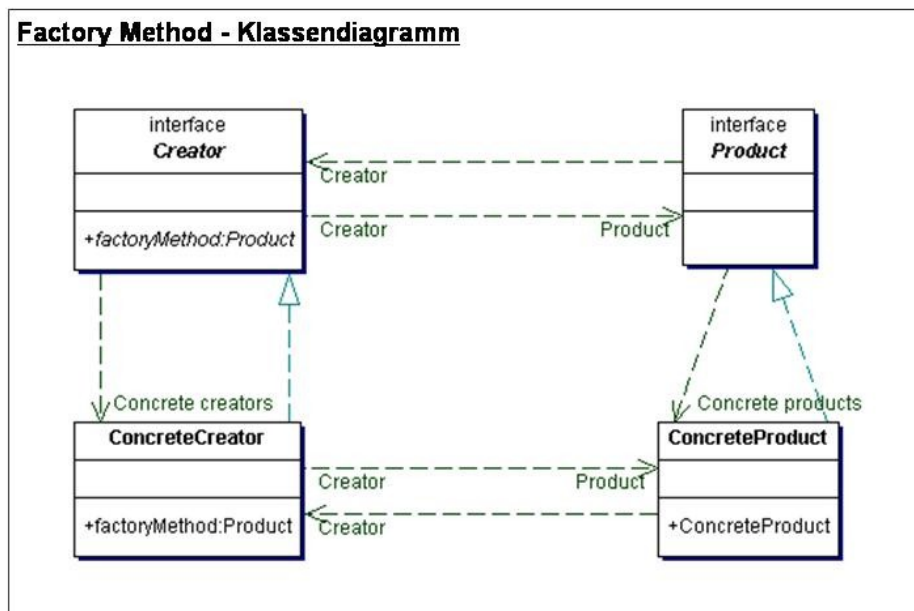 Factory Method - Klassendiagramm
interface
Creator
+factoryMethod:Product
interface
Product
Creator
Creator
Product
Concrete creators
Concrete products
ConcreteCreator
+factoryMethod:Product
ConcreteProduct
+ConcreteProduct
Creator
Product
Creator